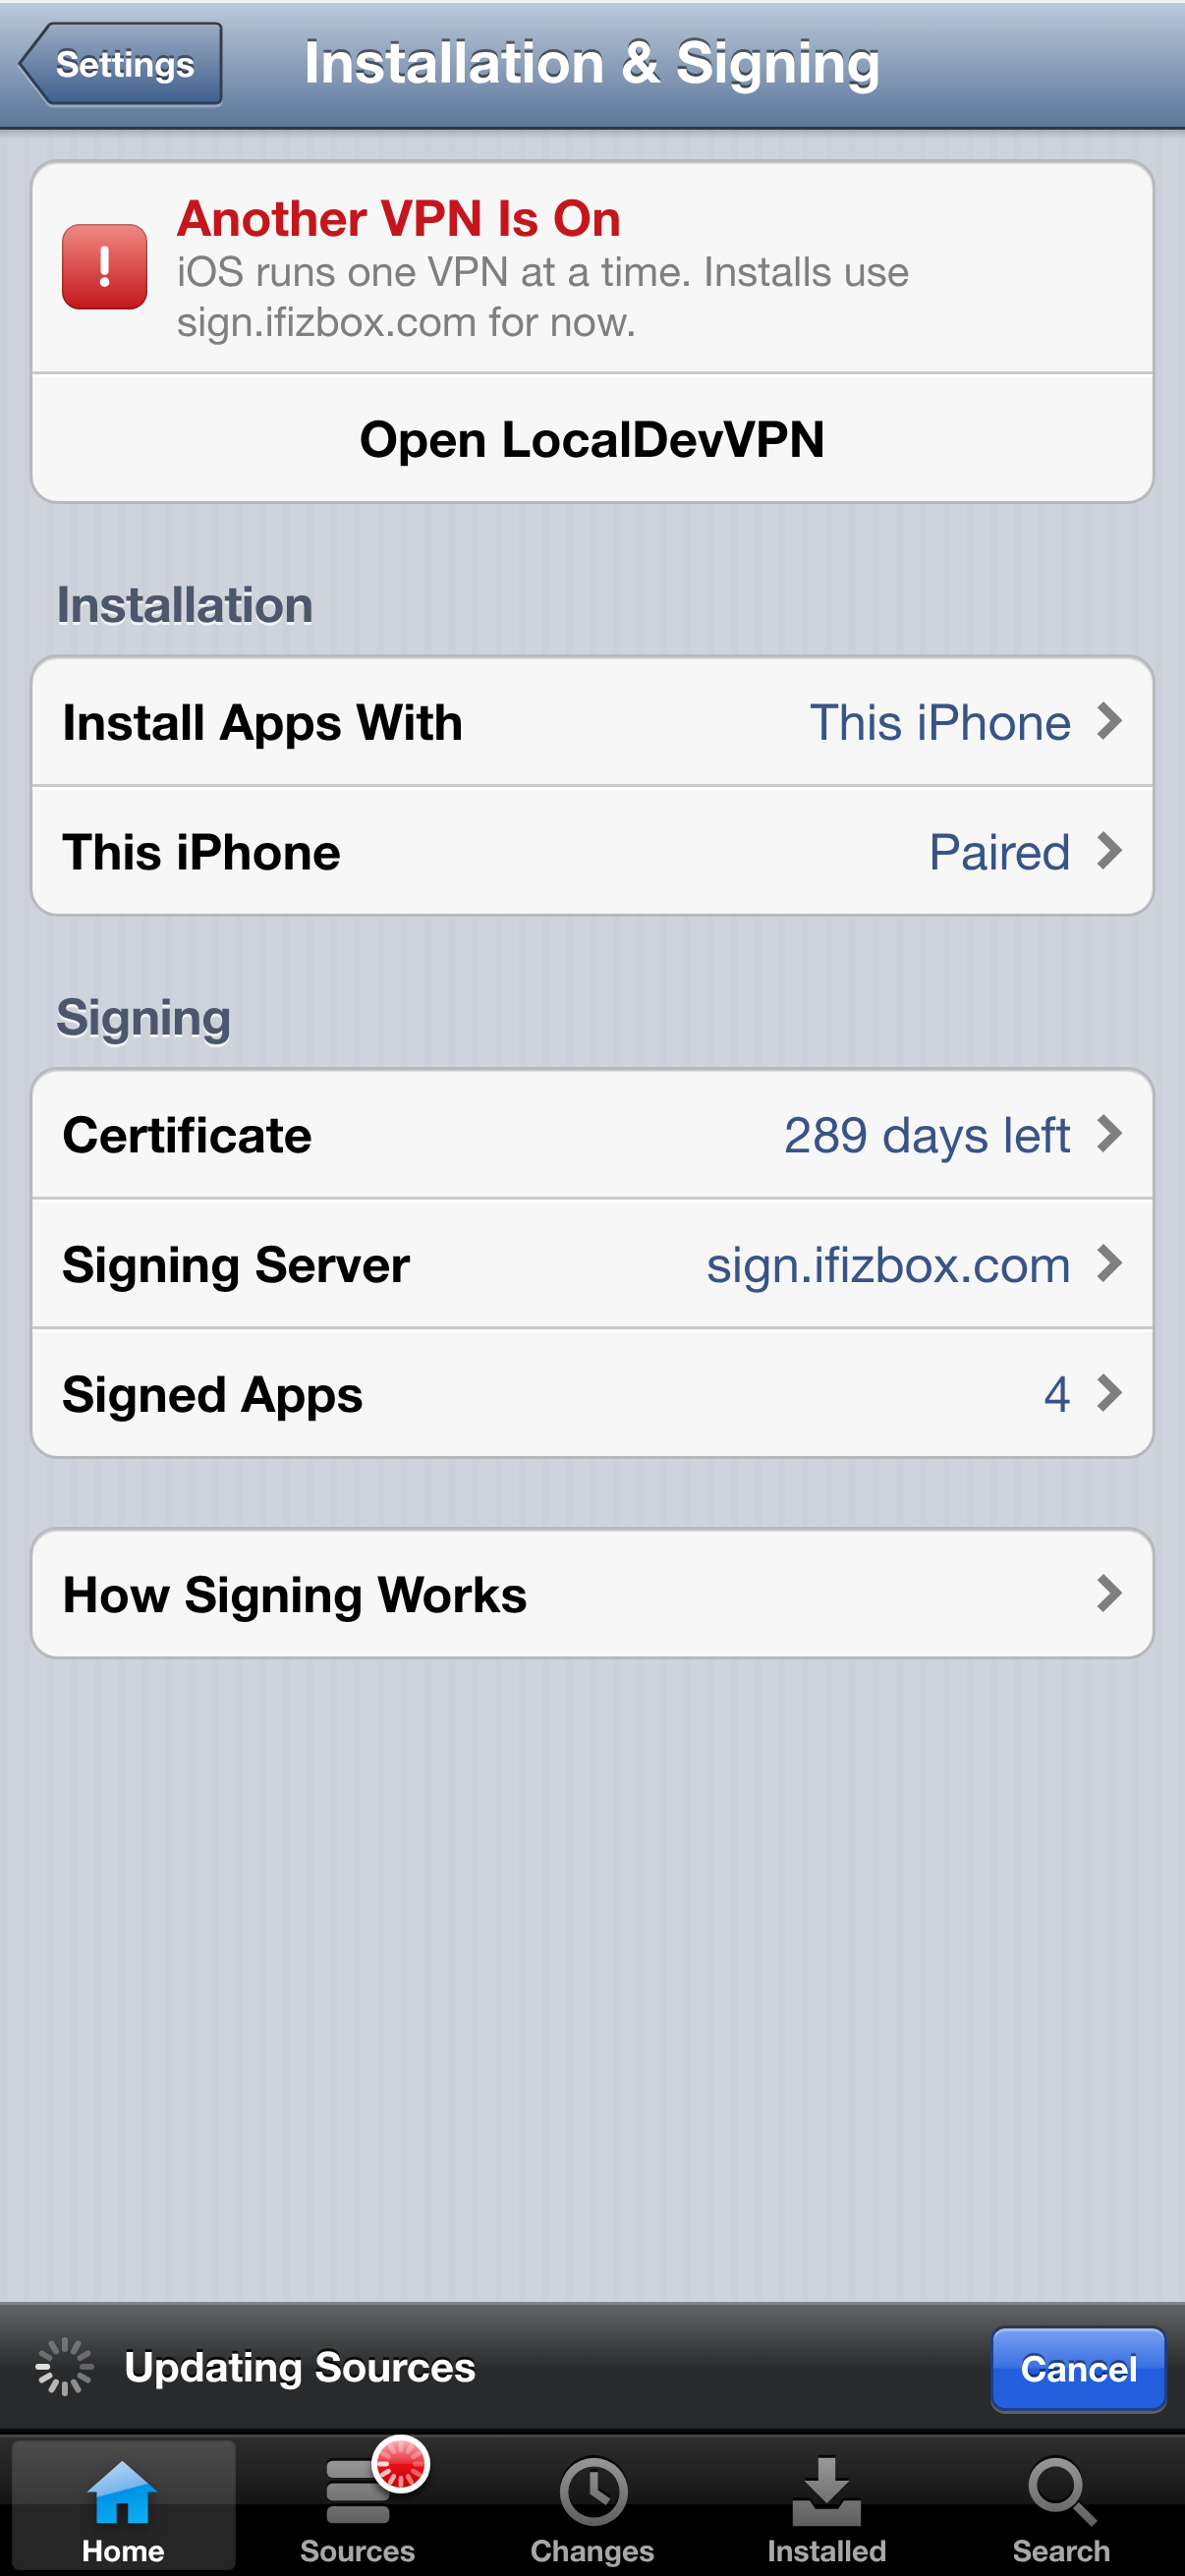 Settings
Installation & Signing
Another VPN Is On
iOS runs one VPN at a time. Installs use
sign.ifizbox.com for now.
Open LocalDevVPN
Installation
Install Apps With
This iPhone
This iPhone
Paired
Signing
Certificate
289 days left
Signing Server
sign.ifizbox.com
Signed Apps
4
How Signing Works
Updating Sources
Cancel
Home
Sources
Changes
Installed
Search